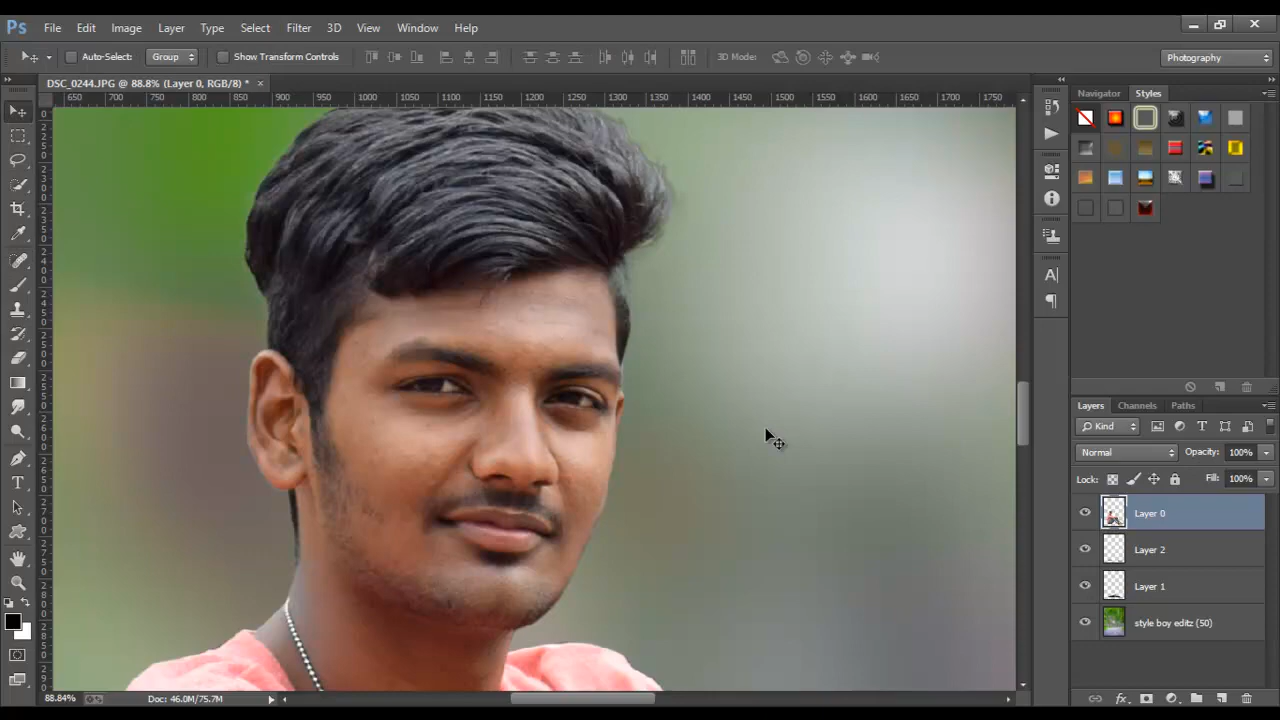 Ps File Edit Image Layer Type Select Filter 3D View Window Help
Auto-Select: Group Show Transform Controls 3D Mode: Photography
DSC_0244.JPG @ 88.8% (Layer 0, RGB/8) * ×
650 700 750 800 850 900 950 1000 1050 1100 1150 1200 1250 1300 1350 1400 1450 1500 1550 1600 1650 1700 1750
Navigator Styles
Layers Channels Paths
Kind
Normal Opacity: 100%
Lock: Fill: 100%
Layer 0
Layer 2
Layer 1
style boy editz (50)
88.84% Doc: 46.0M/75.7M
fx